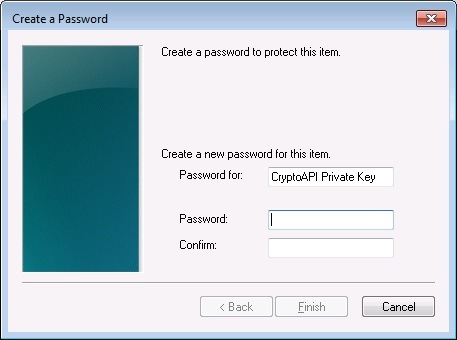 Create a Password
Create a password to protect this item.
Create a new password for this item.
Password for: CryptoAPI Private Key
Password:
Confirm:
< Back Finish Cancel